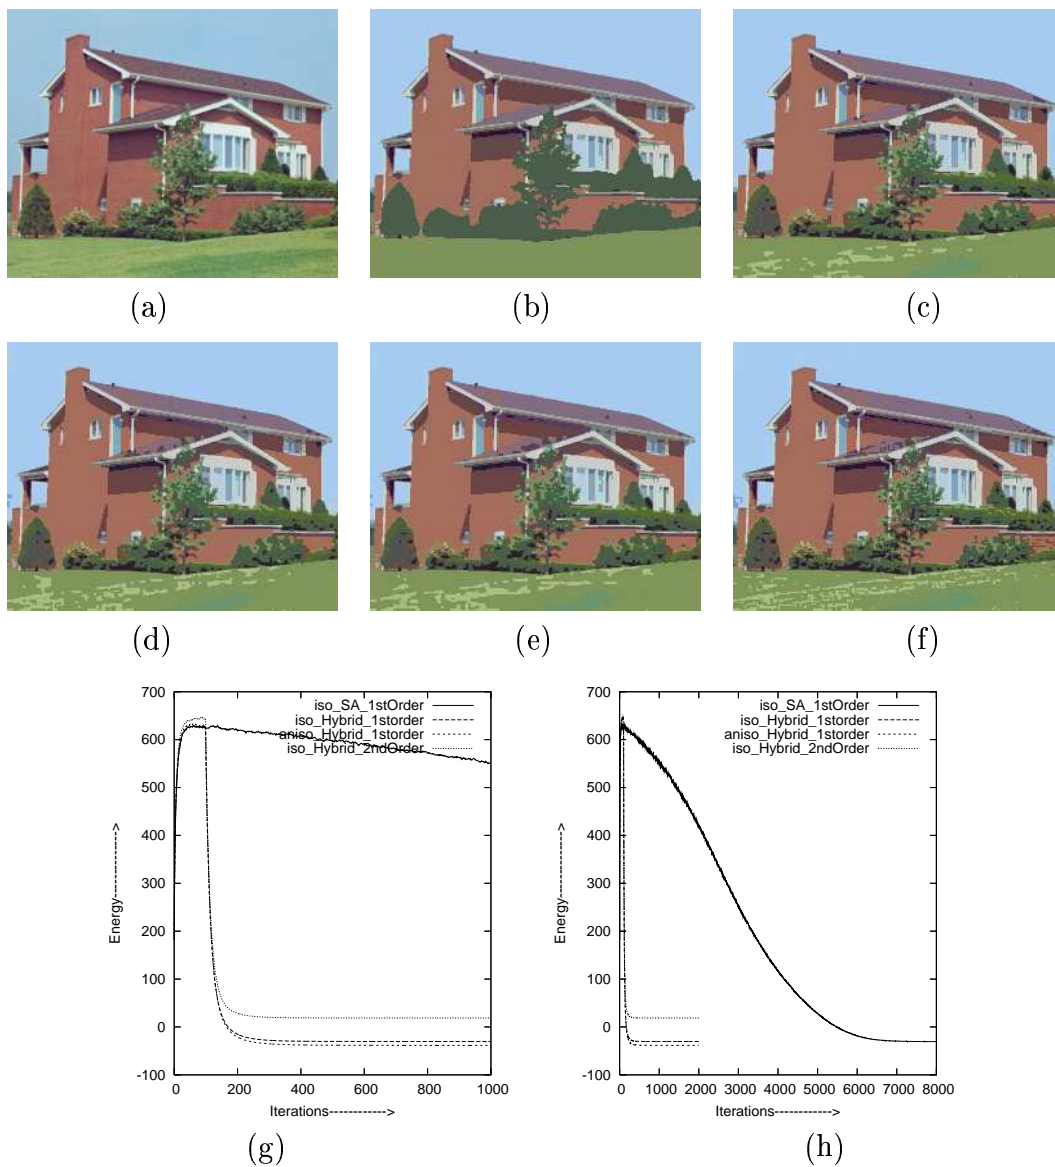 (a)
(b)
(c)
(d)
(e)
(f)
700
600
500
400
300
200
100
0
-100
0
200
400
600
800
1000
Energy------------->
Iterations------------>
iso_SA_1stOrder
iso_Hybrid_1storder
aniso_Hybrid_1storder
iso_Hybrid_2ndOrder
(g)
700
600
500
400
300
200
100
0
-100
0
1000
2000
3000
4000
5000
6000
7000
8000
Energy------------->
Iterations------------>
iso_SA_1stOrder
iso_Hybrid_1storder
aniso_Hybrid_1storder
iso_Hybrid_2ndOrder
(h)